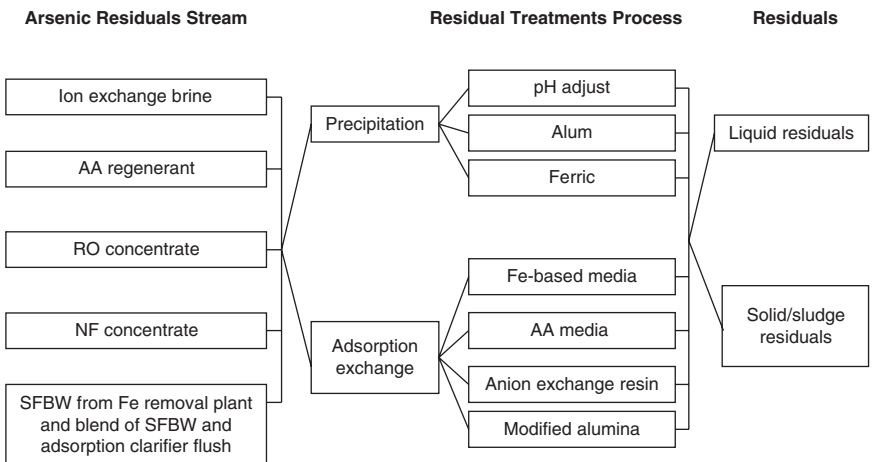 Arsenic Residuals Stream
Residual Treatments Process
Residuals
Ion exchange brine
AA regenerant
RO concentrate
NF concentrate
SFBW from Fe removal plant
and blend of SFBW and
adsorption clarifier flush
Precipitation
Adsorption
exchange
pH adjust
Alum
Ferric
Fe-based media
AA media
Anion exchange resin
Modified alumina
Liquid residuals
Solid/sludge
residuals